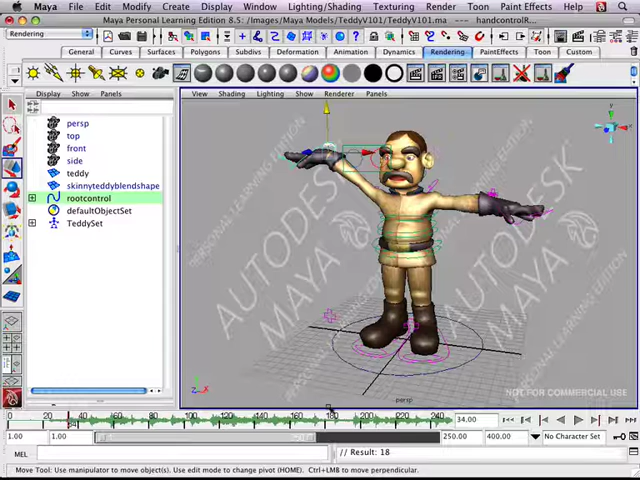 Maya File Edit Modify Create Display Window Lighting/Shading Texturing Render Toon Paint Effects Help
Maya Personal Learning Edition 8.5: /Images/Maya Models/TeddyV101/TeddyV101.ma --- handcontrolR...
Rendering
General Curves Surfaces Polygons Subdivs Deformation Animation Dynamics Rendering PaintEffects Toon Custom
Display Show Panels
View Shading Lighting Show Renderer Panels
persp
top
front
side
teddy
skinnyteddyblendshape
rootcontrol
defaultObjectSet
TeddySet
PERSONAL LEARNING EDITION
AUTODESK
MAYA
AUTODESK
MAYA
persp
NOT FOR COMMERCIAL USE
0 20 40 60 80 100 120 140 160 180 200 220 240
34.00
1.00 1.00 250.00 400.00 No Character Set
MEL // Result: 18
Move Tool: Use manipulator to move object(s). Use edit mode to change pivot (HOME). Ctrl+LMB to move perpendicular.